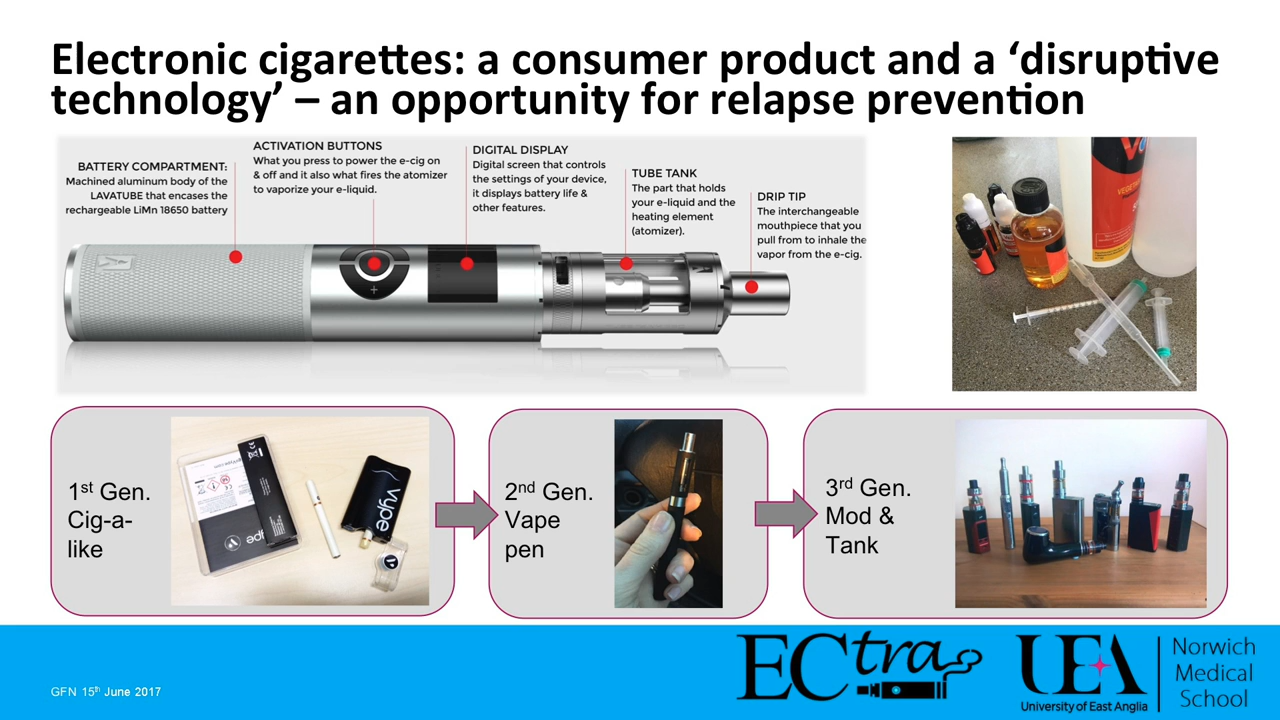 Electronic cigarettes: a consumer product and a ‘disruptive
technology’ – an opportunity for relapse prevention
BATTERY COMPARTMENT:
Machined aluminum body of the
LAVATUBE that encases the
rechargeable LiMn 18650 battery
ACTIVATION BUTTONS
What you press to power the e-cig on
& off and it also what fires the atomizer
to vaporize your e-liquid.
DIGITAL DISPLAY
Digital screen that controls
the settings of your device,
it displays battery life &
other features.
TUBE TANK
The part that holds
your e-liquid and the
heating element
(atomizer).
DRIP TIP
The interchangeable
mouthpiece that you
pull from to inhale the
vapor from the e-cig.
1st Gen.
Cig-a-
like
vype
2nd Gen.
Vape
pen
3rd Gen.
Mod &
Tank
GFN 15th June 2017
ECtra
UEA
University of East Anglia
Norwich
Medical
School